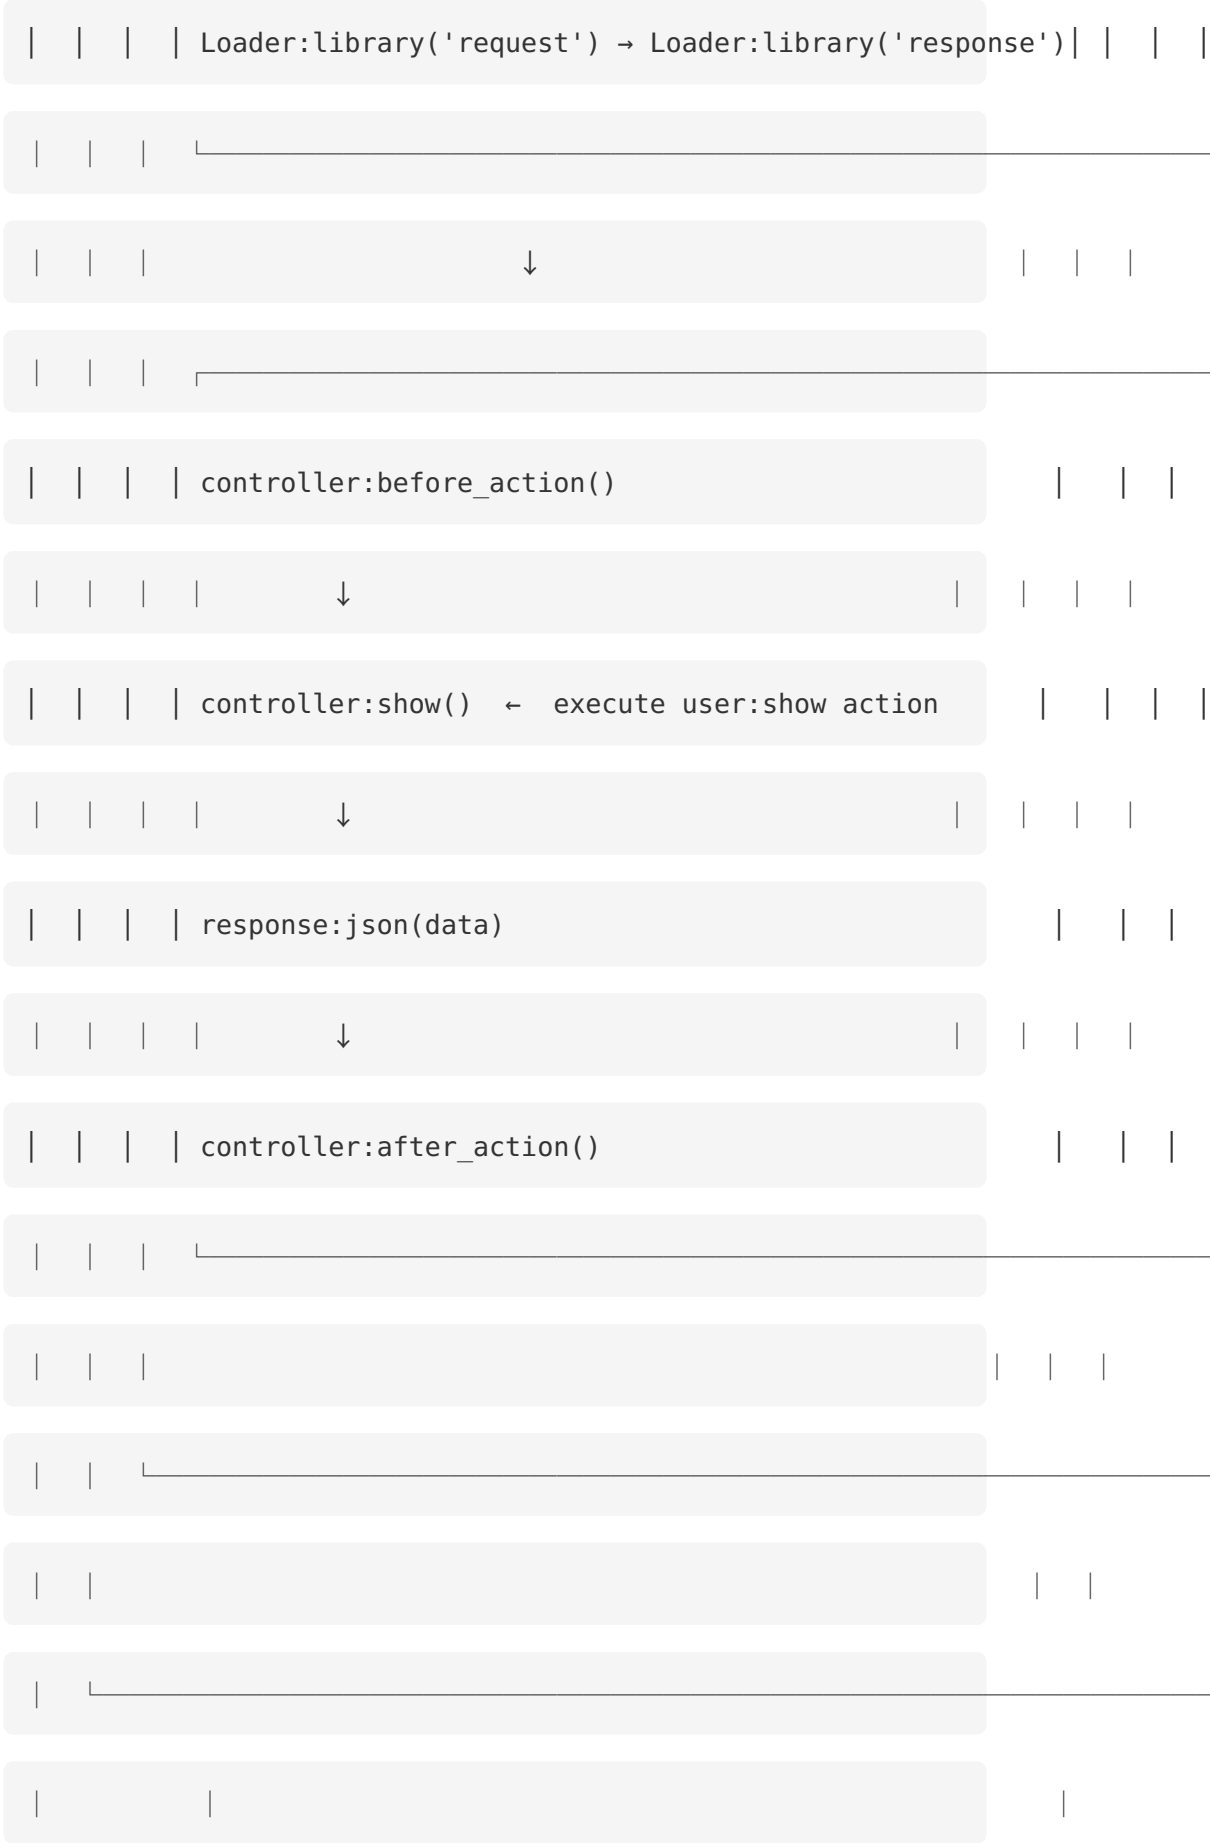 │ │ │ │ Loader:library('request') → Loader:library('response')│ │ │ │
│ │ │ └──────────────────────────────
│ │ │ ↓ │ │ │
│ │ │ ┌──────────────────────────────
│ │ │ │ controller:before_action() │ │ │
│ │ │ │ ↓ │ │ │ │
│ │ │ │ controller:show() ← execute user:show action │ │ │ │
│ │ │ │ ↓ │ │ │ │
│ │ │ │ response:json(data) │ │ │
│ │ │ │ ↓ │ │ │ │
│ │ │ │ controller:after_action() │ │ │
│ │ │ └──────────────────────────────
│ │ │ │ │ │
│ │ └──────────────────────────────
│ │ │ │
│ └──────────────────────────────
│ │ │